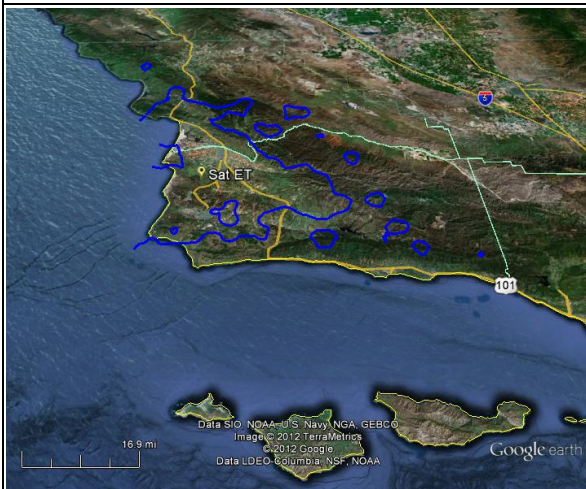 5
Sat ET
101
Data SIO, NOAA, U.S. Navy, NGA, GEBCO
Image © 2012 TerraMetrics
© 2012 Google
Data LDEO-Columbia, NSF, NOAA
16.9 mi
Google earth